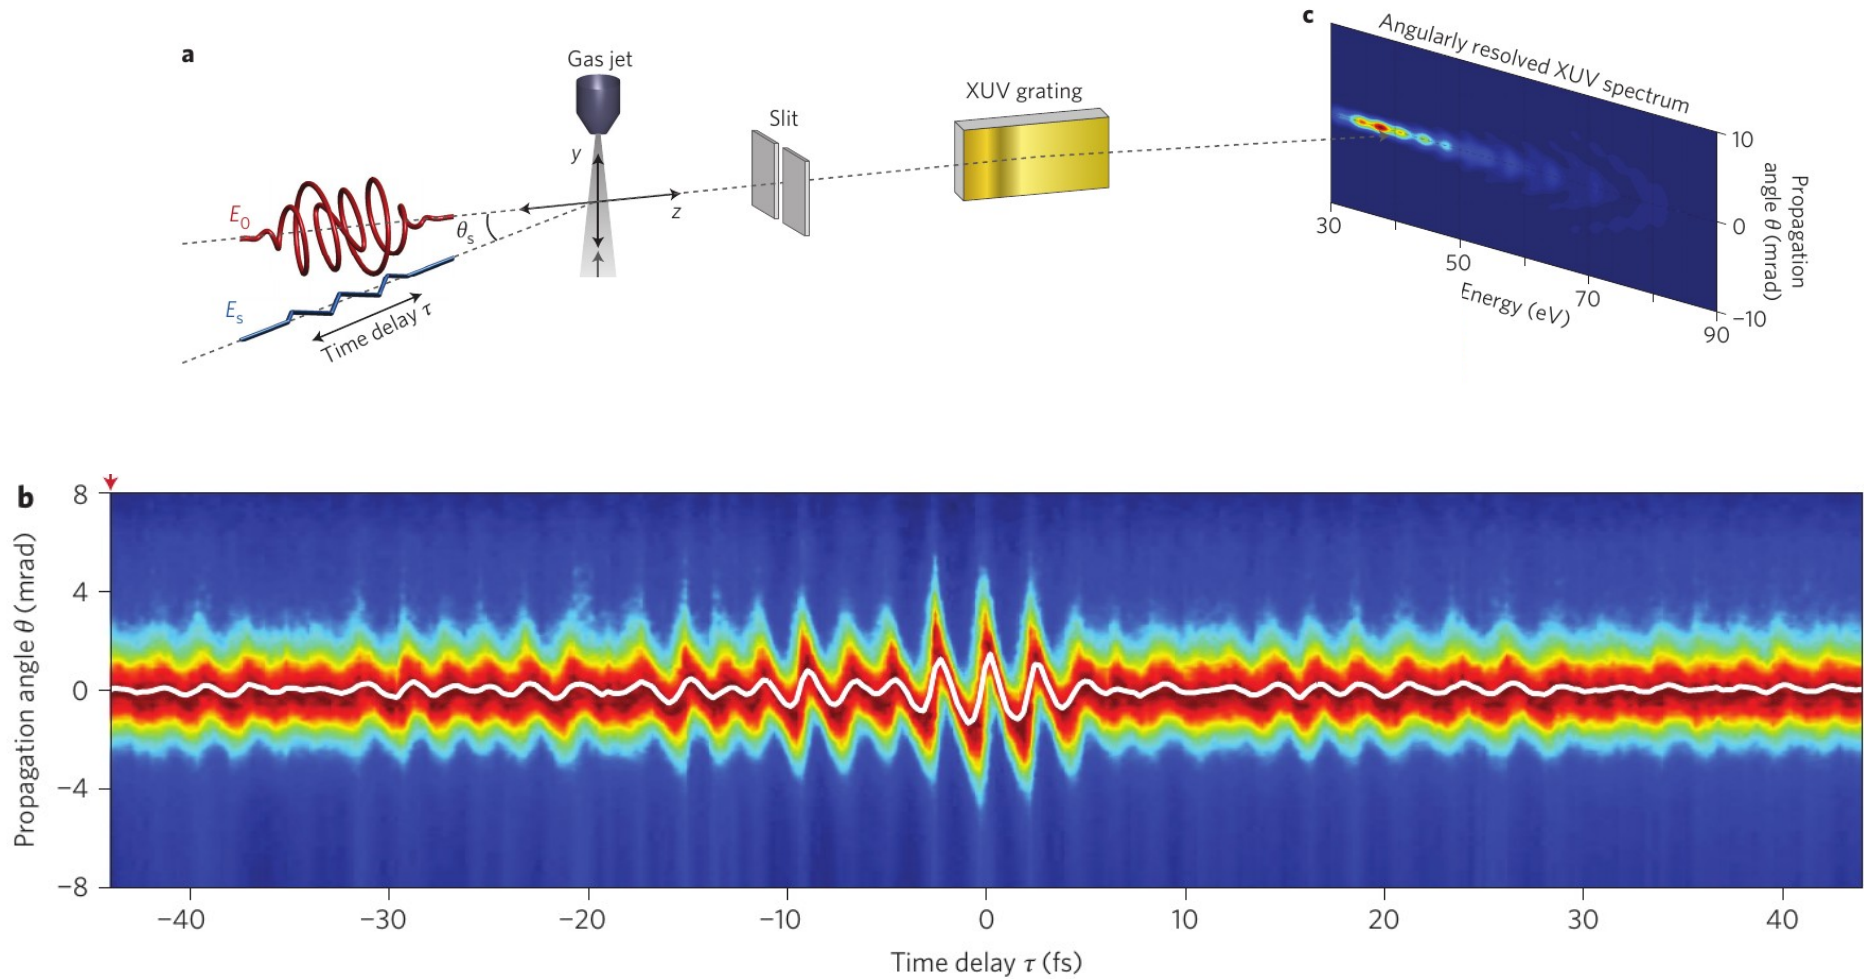 a
Gas jet
y
E0
θs
z
Es
Time delay τ
Slit
XUV grating
c
Angularly resolved XUV spectrum
10
0
−10
Propagation
angle θ (mrad)
30
50
70
90
Energy (eV)
b
8
4
0
−4
−8
Propagation angle θ (mrad)
−40
−30
−20
−10
0
10
20
30
40
Time delay τ (fs)